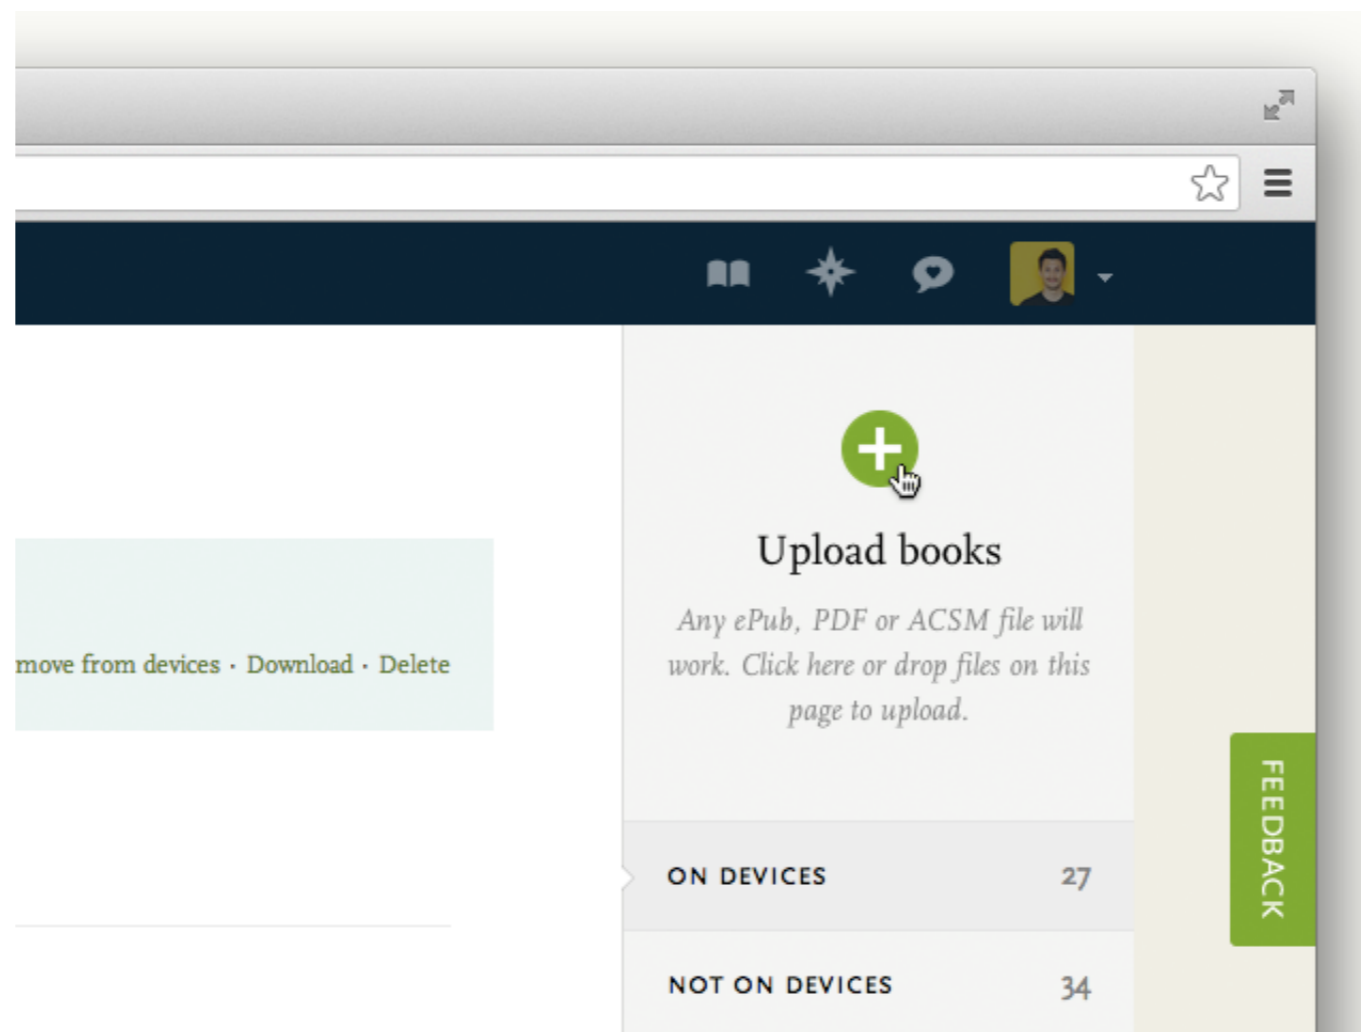 Upload books
Any ePub, PDF or ACSM file will
work. Click here or drop files on this
page to upload.
move from devices · Download · Delete
FEEDBACK
ON DEVICES 27
NOT ON DEVICES 34